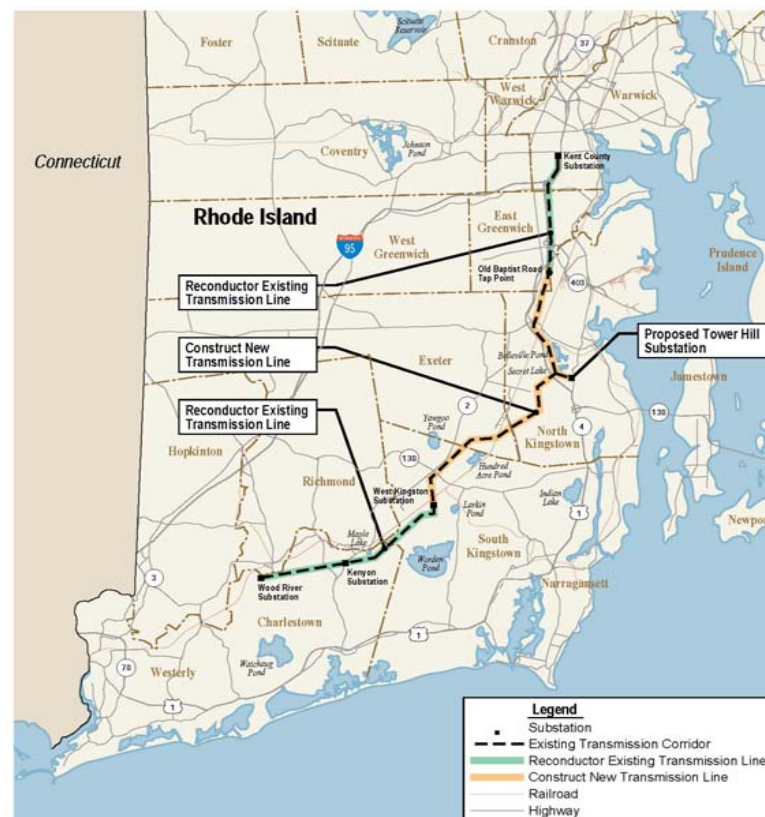 Foster
Scituate
Scituate
Reservoir
Cranston
37
West
Warwick
Warwick
Connecticut
Coventry
Johnson
Pond
Kent County
Substation
Rhode Island
95
West
Greenwich
East
Greenwich
Prudence
Island
Reconductor Existing
Transmission Line
Old Baptist Road
Tap Point
403
Construct New
Transmission Line
Exeter
Belleville Pond
Secret Lake
Proposed Tower Hill
Substation
Jamestown
Reconductor Existing
Transmission Line
2
Yawgoo
Pond
138
4
North
Kingstown
Hopkinton
138
Hundred
Acre Pond
Richmond
West Kingston
Substation
Larkin
Pond
Indian
Lake
1
Newpor
Maple
Lake
South
Kingstown
Worden
Pond
3
Wood River
Substation
Kenyon
Substation
Narragansett
Charlestown
1
Westerly
Watchaug
Pond
78
1
Legend
Substation
Existing Transmission Corridor
Reconductor Existing Transmission Line
Construct New Transmission Line
Railroad
Highway